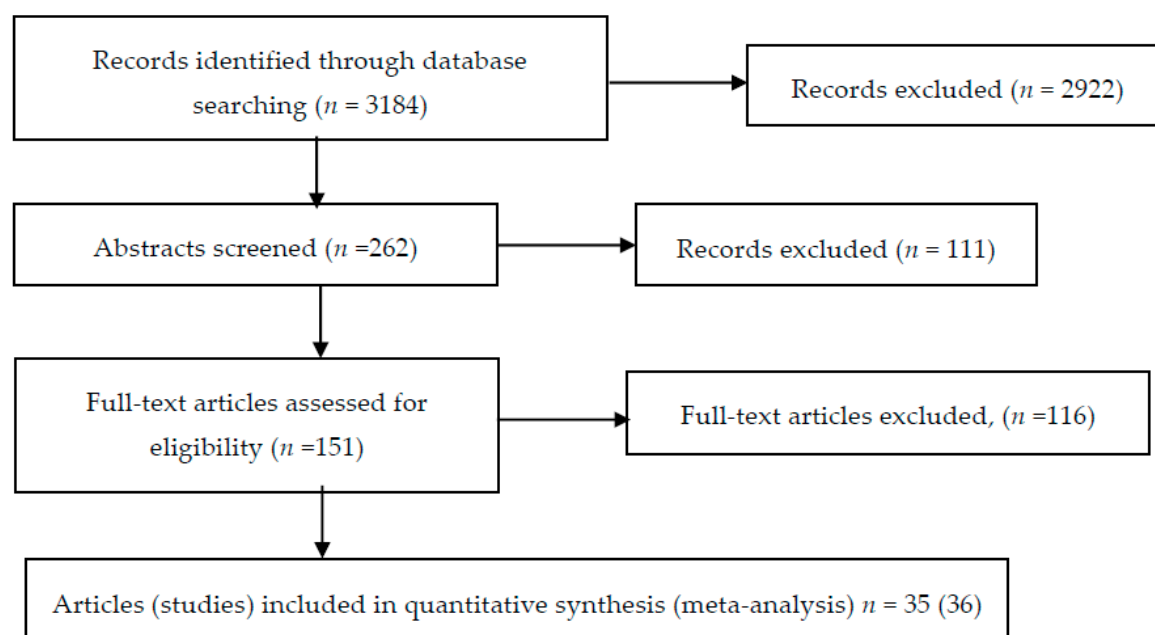 Records identified through database
searching (n = 3184)
Records excluded (n = 2922)
Abstracts screened (n =262)
Records excluded (n = 111)
Full-text articles assessed for
eligibility (n =151)
Full-text articles excluded, (n =116)
Articles (studies) included in quantitative synthesis (meta-analysis) n = 35 (36)